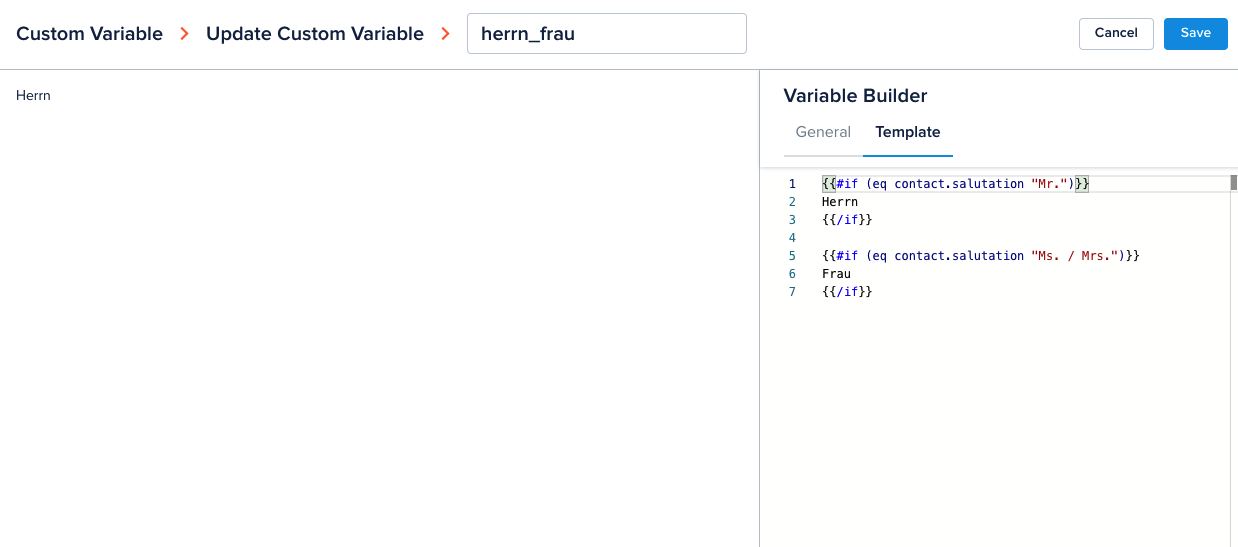 Custom Variable > Update Custom Variable > herrn_frau Cancel Save
Herrn
Variable Builder
General Template
1 {{#if (eq contact.salutation "Mr.")}}
2 Herrn
3 {{/if}}
4
5 {{#if (eq contact.salutation "Ms. / Mrs.")}}
6 Frau
7 {{/if}}